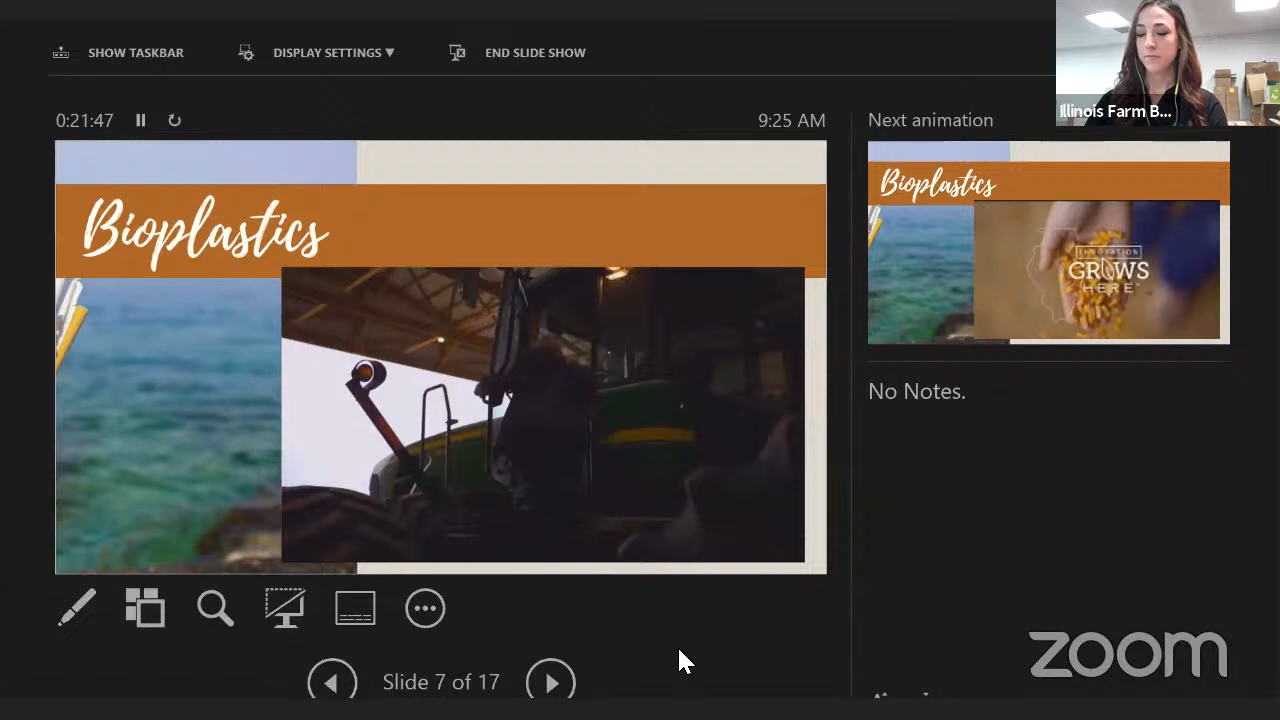 SHOW TASKBAR
DISPLAY SETTINGS ▼
END SLIDE SHOW
Illinois Farm B...
0:21:47
9:25 AM
Next animation
Bioplastics
Bioplastics
INNOVATION
GROWS
HERE
No Notes.
zoom
Slide 7 of 17